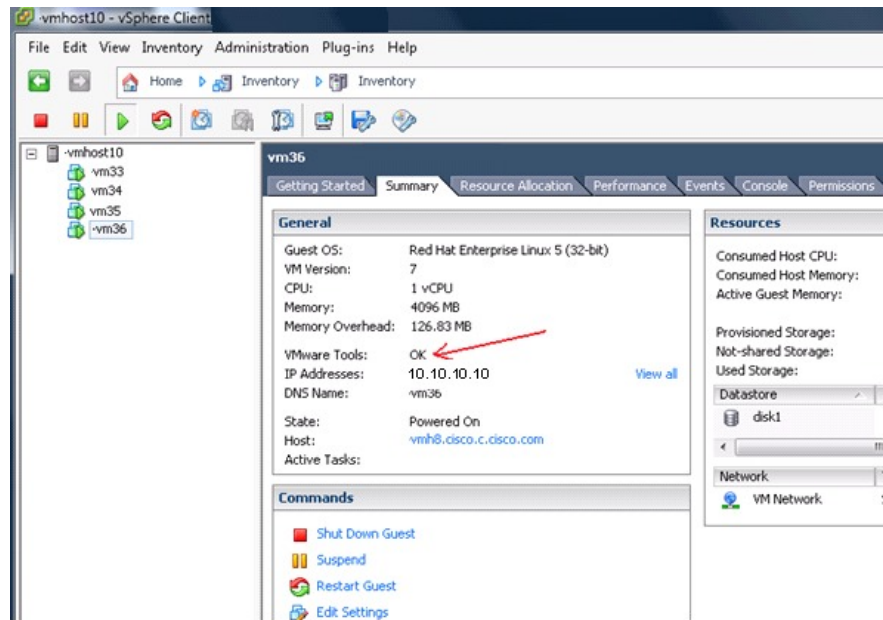 -vmhost10 - vSphere Client
File Edit View Inventory Administration Plug-ins Help
Home Inventory Inventory
-vmhost10
vm33
vm34
vm35
-vm36
vm36
Getting Started Summary Resource Allocation Performance Events Console Permissions
General
Guest OS: Red Hat Enterprise Linux 5 (32-bit)
VM Version: 7
CPU: 1 vCPU
Memory: 4096 MB
Memory Overhead: 126.83 MB
VMware Tools: OK
IP Addresses: 10.10.10.10 View all
DNS Name: -vm36
State: Powered On
Host: vmh8.cisco.c.cisco.com
Active Tasks:
Commands
Shut Down Guest
Suspend
Restart Guest
Edit Settings
Resources
Consumed Host CPU:
Consumed Host Memory:
Active Guest Memory:
Provisioned Storage:
Not-shared Storage:
Used Storage:
Datastore
disk1
Network
VM Network